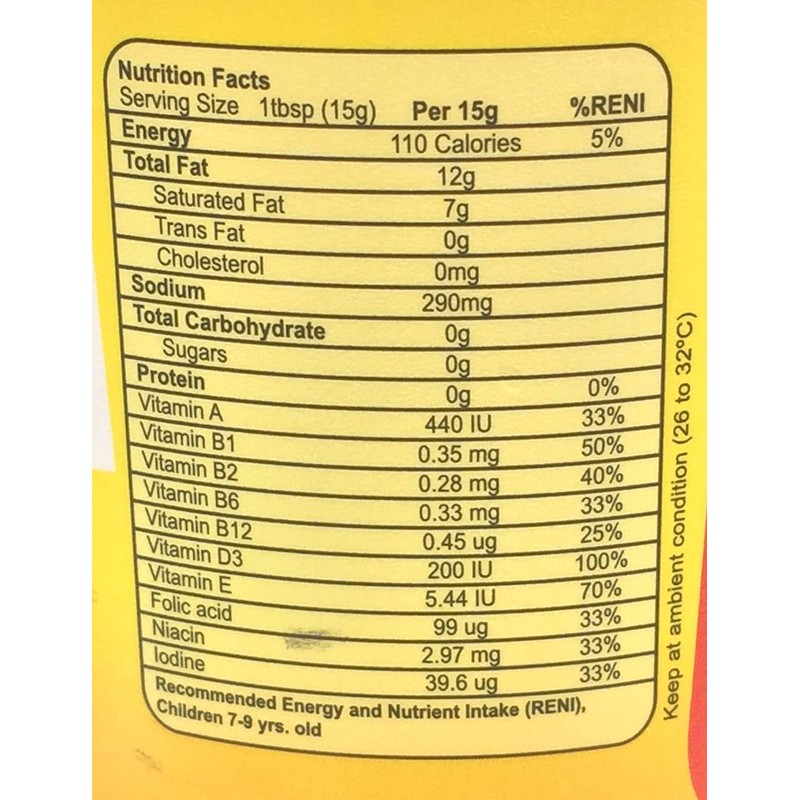 Nutrition Facts
Serving Size 1tbsp (15g) Per 15g %RENI
Energy 110 Calories 5%
Total Fat 12g
Saturated Fat 7g
Trans Fat 0g
Cholesterol 0mg
Sodium 290mg
Total Carbohydrate 0g
Sugars 0g
Protein 0g 0%
Vitamin A 440 IU 33%
Vitamin B1 0.35 mg 50%
Vitamin B2 0.28 mg 40%
Vitamin B6 0.33 mg 33%
Vitamin B12 0.45 ug 25%
Vitamin D3 200 IU 100%
Vitamin E 5.44 IU 70%
Folic acid 99 ug 33%
Niacin 2.97 mg 33%
Iodine 39.6 ug 33%
Recommended Energy and Nutrient Intake (RENI),
Children 7-9 yrs. old
Keep at ambient condition (26 to 32°C)